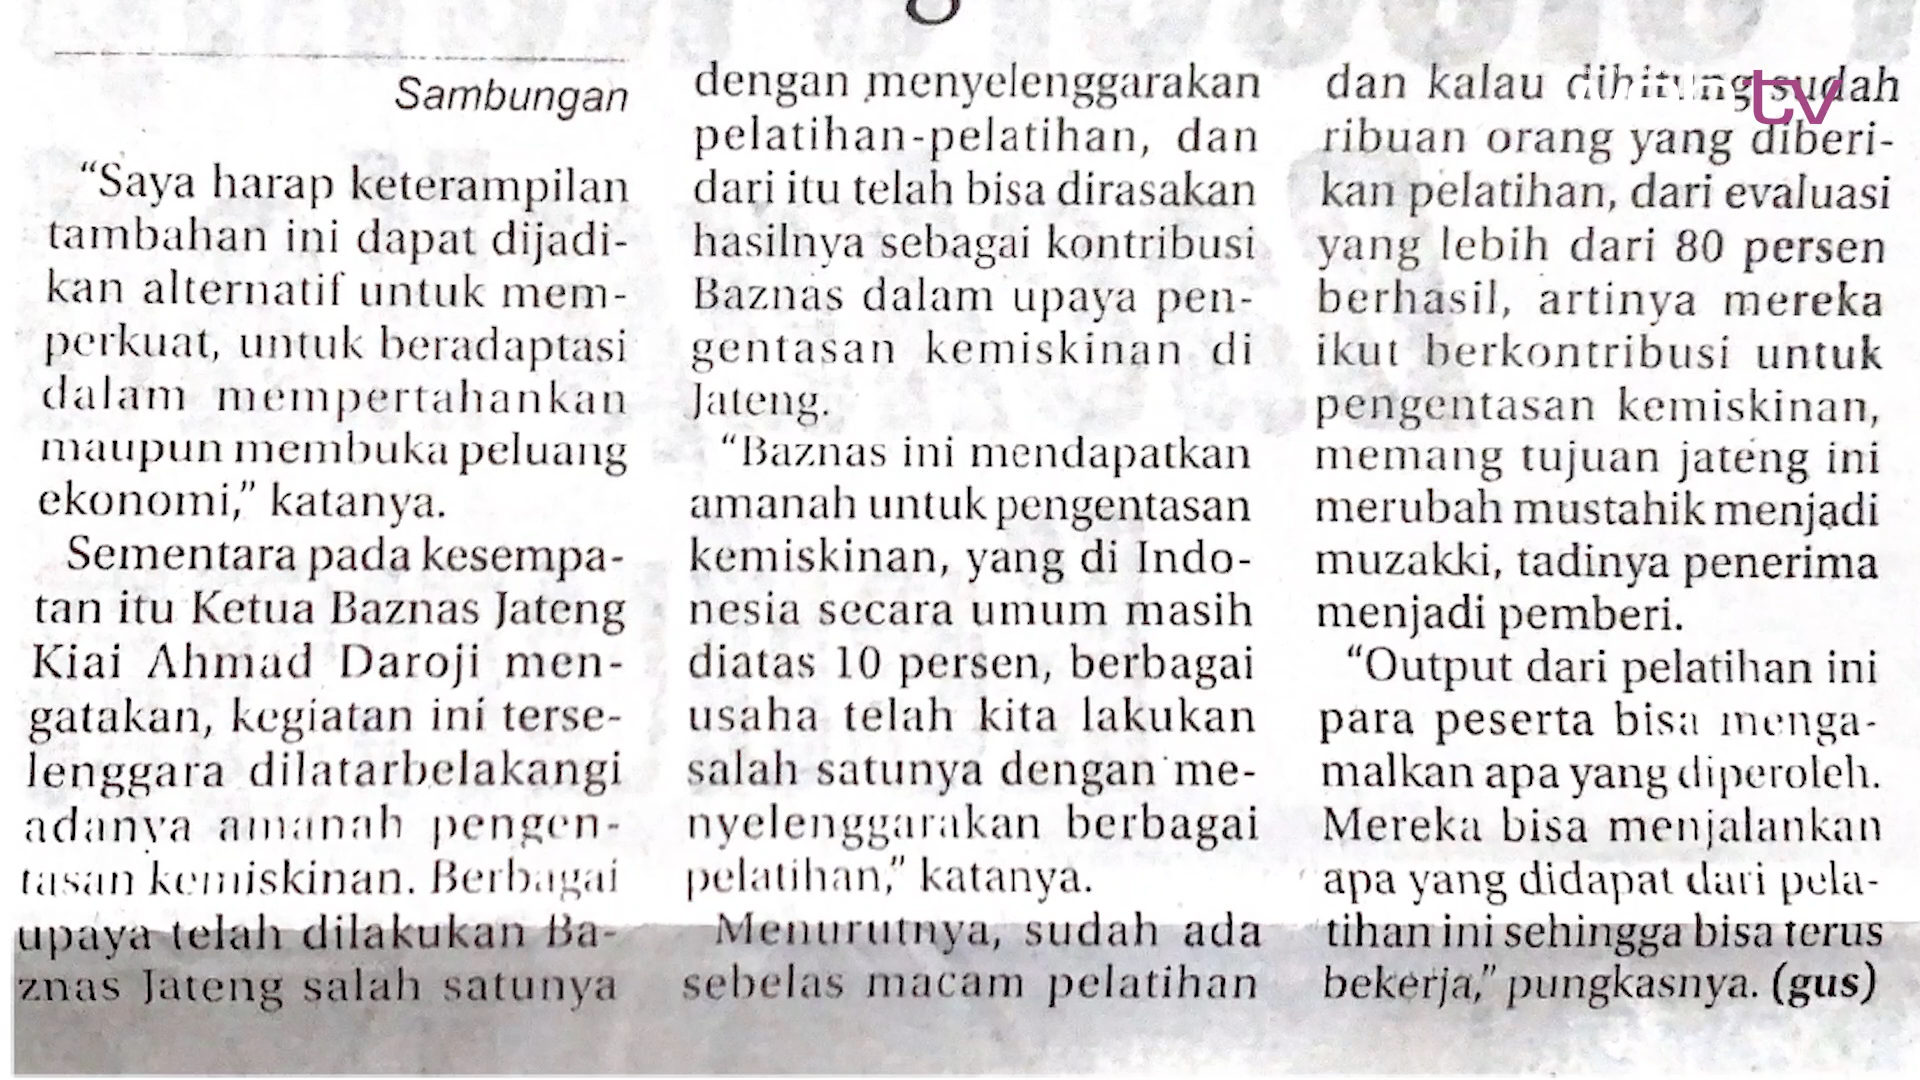 Sambungan
“Saya harap keterampilan
tambahan ini dapat dijadi-
kan alternatif untuk mem-
perkuat, untuk beradaptasi
dalam mempertahankan
maupun membuka peluang
ekonomi,” katanya.
Sementara pada kesempa-
tan itu Ketua Baznas Jateng
Kiai Ahmad Daroji men-
gatakan, kegiatan ini terse-
lenggara dilatarbelakangi
adanya amanah pengen-
tasan kemiskinan. Berbagai
upaya telah dilakukan Ba-
znas Jateng salah satunya
dengan menyelenggarakan
pelatihan-pelatihan, dan
dari itu telah bisa dirasakan
hasilnya sebagai kontribusi
Baznas dalam upaya pen-
gentasan kemiskinan di
Jateng.
“Baznas ini mendapatkan
amanah untuk pengentasan
kemiskinan, yang di Indo-
nesia secara umum masih
diatas 10 persen, berbagai
usaha telah kita lakukan
salah satunya dengan me-
nyelenggarakan berbagai
pelatihan,” katanya.
Menurutnya, sudah ada
sebelas macam pelatihan
dan kalau dihitung sudah
ribuan orang yang diberi-
kan pelatihan, dari evaluasi
yang lebih dari 80 persen
berhasil, artinya mereka
ikut berkontribusi untuk
pengentasan kemiskinan,
memang tujuan jateng ini
merubah mustahik menjadi
muzakki, tadinya penerima
menjadi pemberi.
“Output dari pelatihan ini
para peserta bisa menga-
malkan apa yang diperoleh.
Mereka bisa menjalankan
apa yang didapat dari pela-
tihan ini sehingga bisa terus
bekerja,” pungkasnya. (gus)
tv